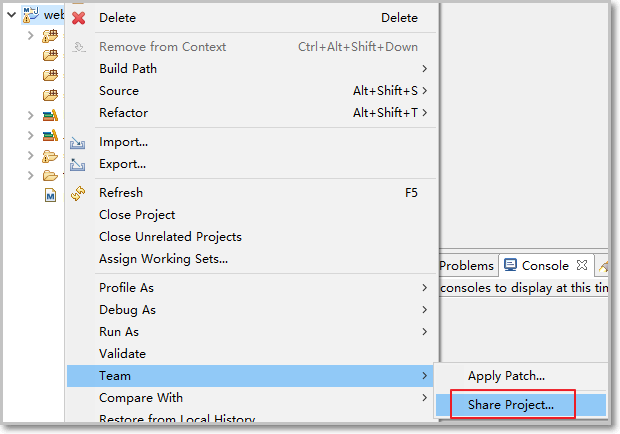 web
Delete Delete
Remove from Context Ctrl+Alt+Shift+Down
Build Path
Source Alt+Shift+S
Refactor Alt+Shift+T
Import...
Export...
Refresh F5
Close Project
Close Unrelated Projects
Assign Working Sets...
Profile As
Debug As
Run As
Validate
Team
Compare With
Restore from Local History
Problems Console
consoles to display at this tim
Apply Patch...
Share Project...